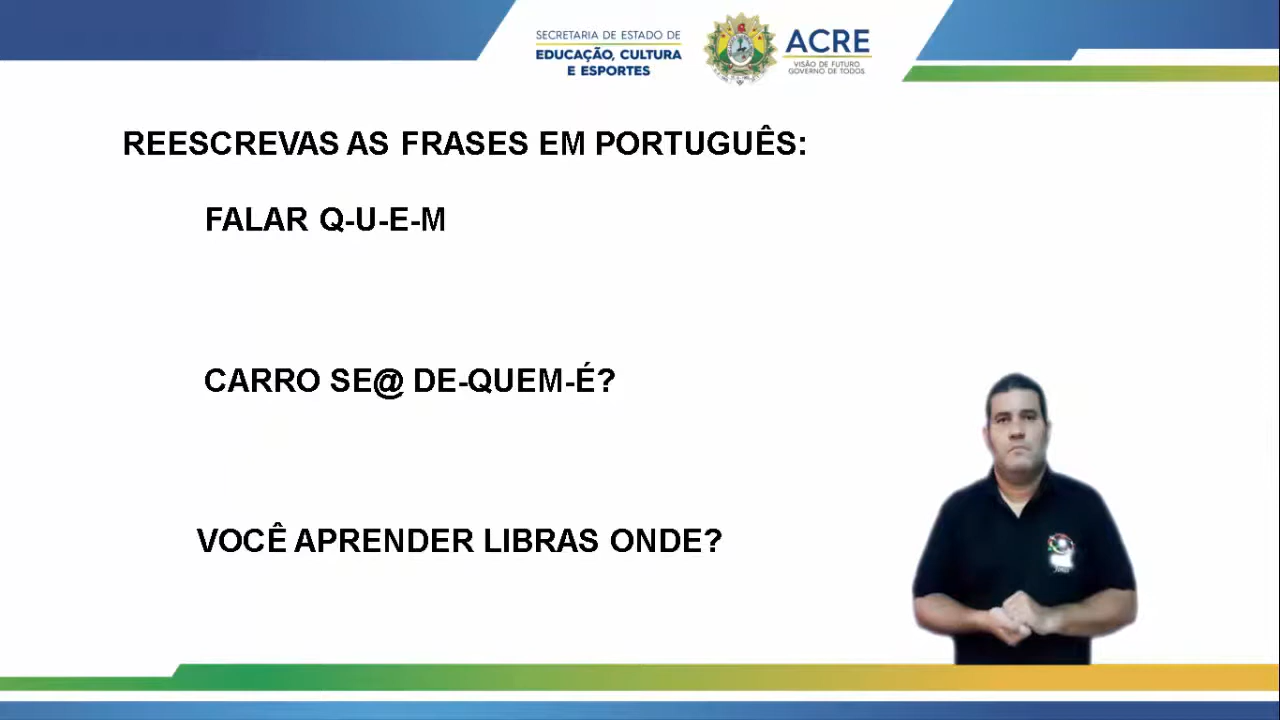 SECRETARIA DE ESTADO DE
EDUCAÇÃO, CULTURA
E ESPORTES
ACRE
VISÃO DE FUTURO
GOVERNO DE TODOS
REESCREVAS AS FRASES EM PORTUGUÊS:
FALAR Q-U-E-M
CARRO SE@ DE-QUEM-É?
VOCÊ APRENDER LIBRAS ONDE?